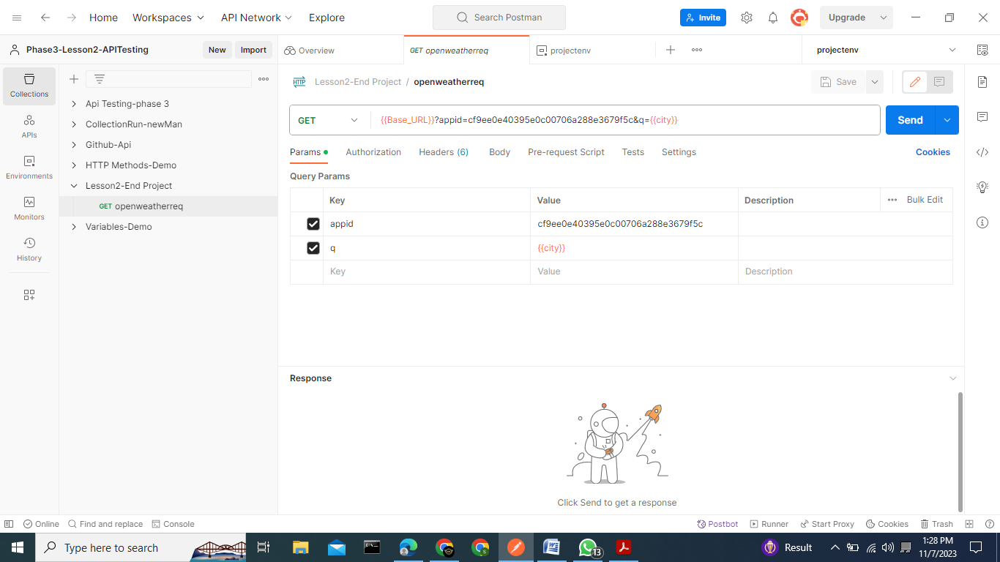 Home Workspaces API Network Explore Search Postman Invite Upgrade
Phase3-Lesson2-APITesting New Import Overview GET openweatherreq projectenv projectenv
HTTP Lesson2-End Project / openweatherreq Save
Collections
APIs
Environments
Monitors
History
Api Testing-phase 3
CollectionRun-newMan
Github-Api
HTTP Methods-Demo
Lesson2-End Project
GET openweatherreq
Variables-Demo
GET {{Base_URL}}?appid=cf9ee0e40395e0c00706a288e3679f5c&q={{city}} Send
Params Authorization Headers (6) Body Pre-request Script Tests Settings Cookies
Query Params
Key Value Description Bulk Edit
appid cf9ee0e40395e0c00706a288e3679f5c
q {{city}}
Key Value Description
Response
Click Send to get a response
Online Find and replace Console Postbot Runner Start Proxy Cookies Trash
Type here to search 13 Result 1:28 PM
11/7/2023